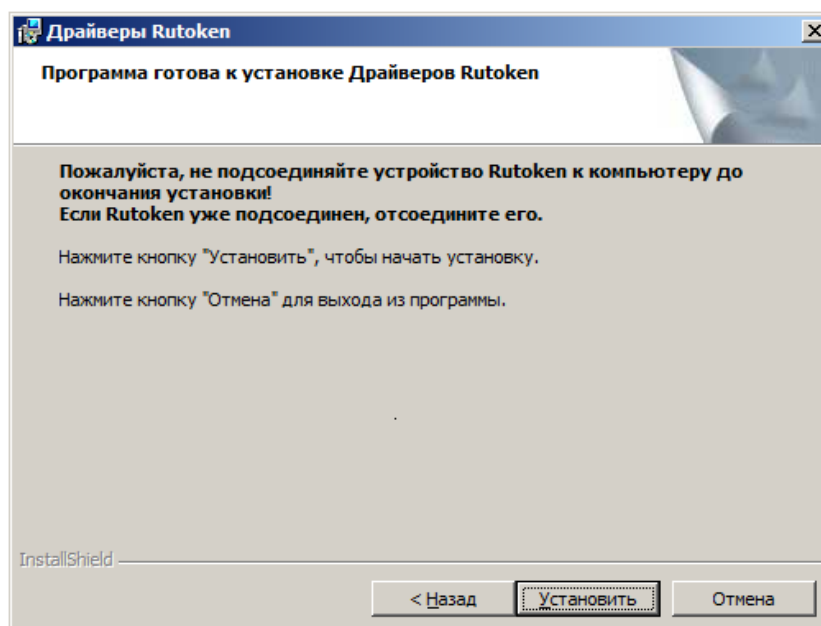 Драйверы Rutoken
Программа готова к установке Драйверов Rutoken
Пожалуйста, не подсоединяйте устройство Rutoken к компьютеру до
окончания установки!
Если Rutoken уже подсоединен, отсоедините его.
Нажмите кнопку "Установить", чтобы начать установку.
Нажмите кнопку "Отмена" для выхода из программы.
.
InstallShield
< Назад
Установить
Отмена